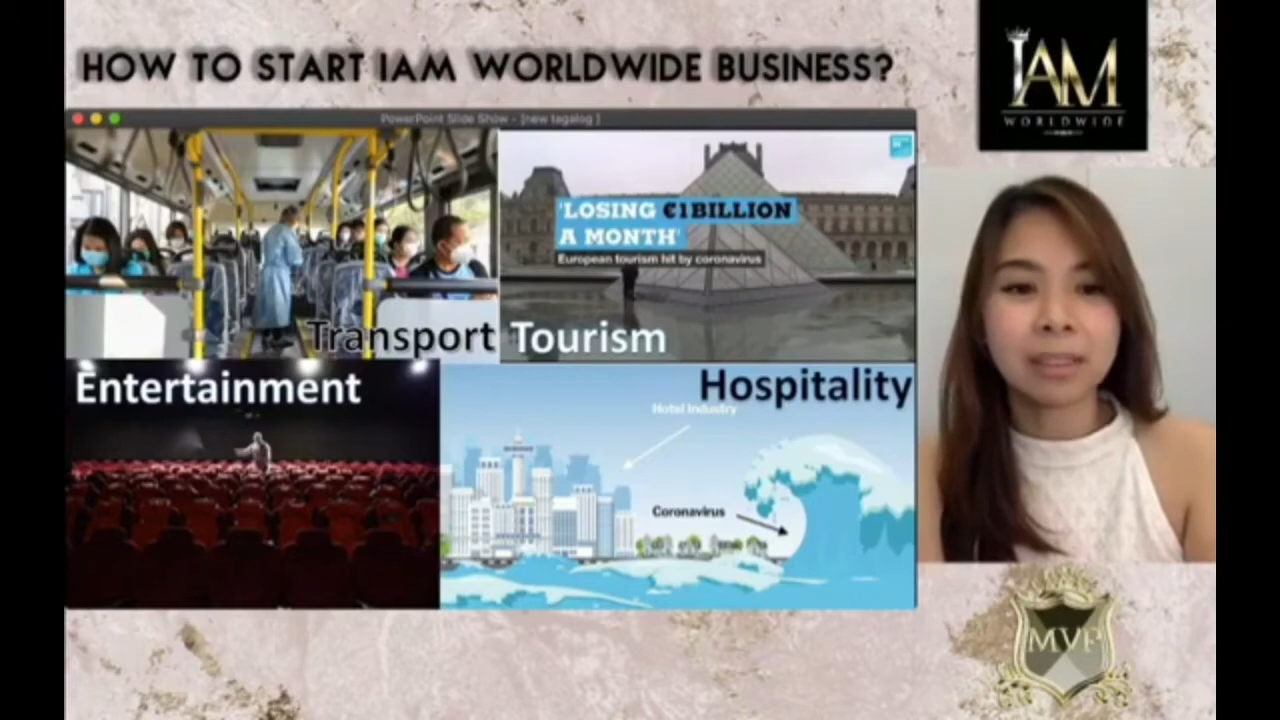 HOW TO START IAM WORLDWIDE BUSINESS?
IAM
WORLDWIDE
PowerPoint Slide Show - [new tagalog ]
'LOSING €1BILLION
A MONTH'
European tourism hit by coronavirus
Transport
Tourism
Entertainment
Hospitality
Hotel Industry
Coronavirus
MVP